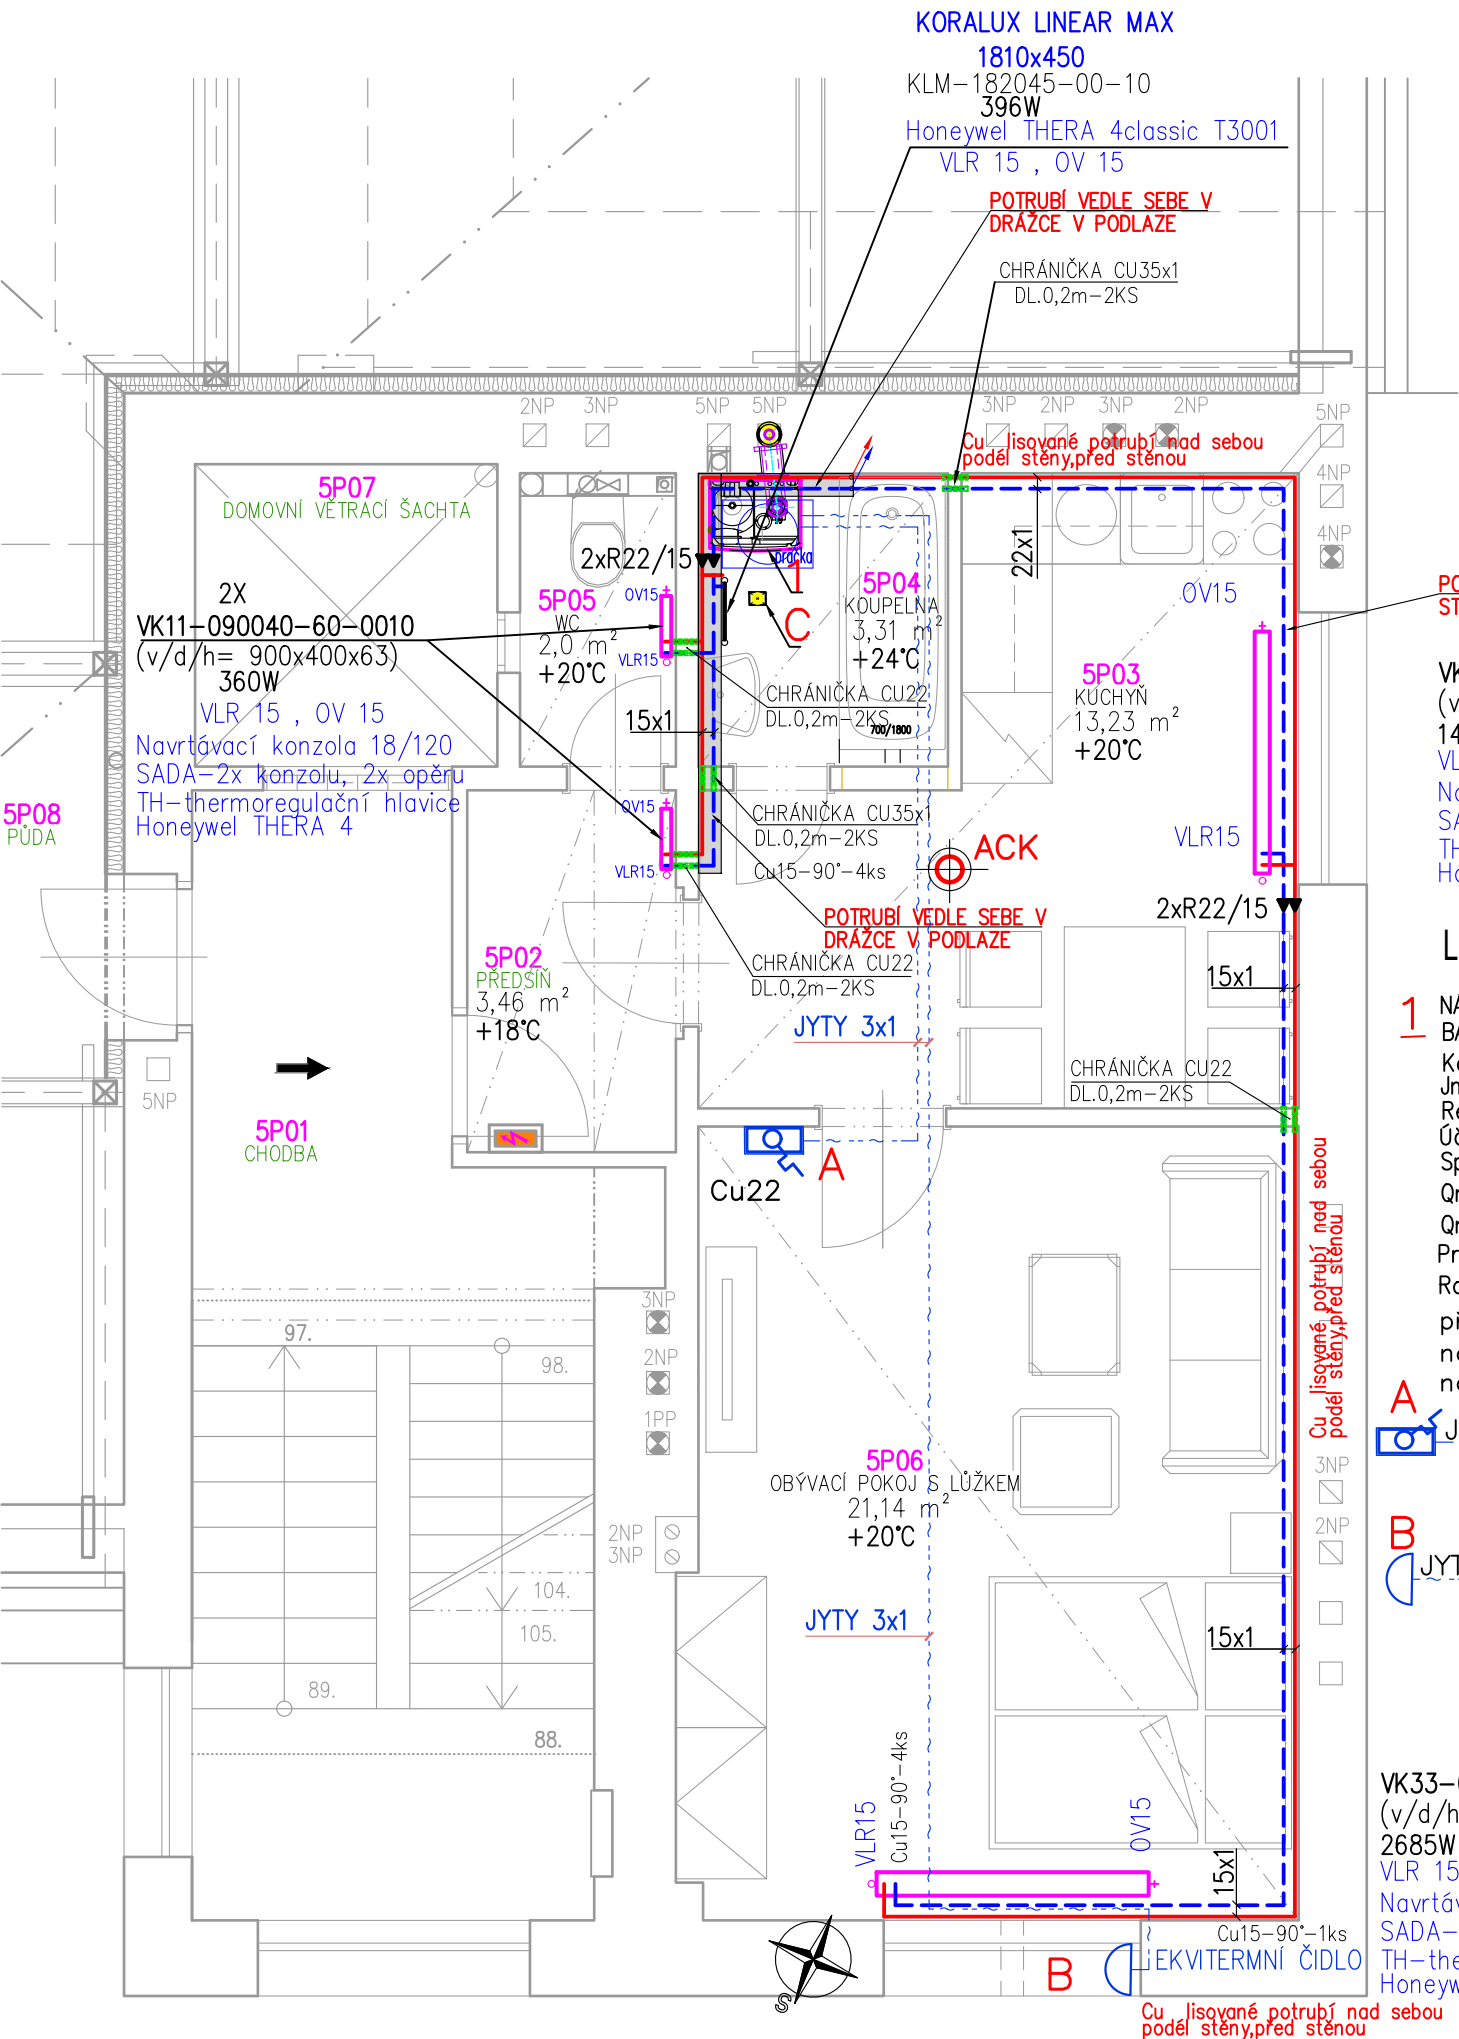 KORALUX LINEAR MAX
1810x450
KLM-182045-00-10
396W
Honeywel THERA 4classic T3001
VLR 15 , OV 15
POTRUBÍ VEDLE SEBE V
DRÁŽCE V PODLAZE
CHRÁNIČKA CU35x1
DL.0,2m-2KS
2NP
3NP
5NP
5NP
3NP
2NP
3NP
2NP
5NP
4NP
4NP
Cu lisované potrubí nad sebou
podél stěny,před stěnou
5P07
DOMOVNÍ VĚTRACÍ ŠACHTA
2xR22/15
pračka
1
C
22x1
OV15
5P05
WC
2,0 m²
+20°C
OV15
VLR15
5P04
KOUPELNA
3,31 m²
+24°C
5P03
KUCHYŇ
13,23 m²
+20°C
2X
VK11-090040-60-0010
(v/d/h= 900x400x63)
360W
VLR 15 , OV 15
Navrtávací konzola 18/120
SADA-2x konzolu, 2x opěru
TH-thermoregulační hlavice
Honeywel THERA 4
15x1
CHRÁNIČKA CU22
DL.0,2m-2KS
700/1800
5P08
PŮDA
OV15
VLR15
CHRÁNIČKA CU35x1
DL.0,2m-2KS
Cu15-90°-4ks
ACK
VLR15
2xR22/15
POTRUBÍ VEDLE SEBE V
DRÁŽCE V PODLAZE
CHRÁNIČKA CU22
DL.0,2m-2KS
15x1
5P02
PŘEDSÍŇ
3,46 m²
+18°C
JYTY 3x1
CHRÁNIČKA CU22
DL.0,2m-2KS
5NP
5P01
CHODBA
A
Cu22
Cu lisované potrubí nad sebou
podél stěny,před stěnou
3NP
2NP
1PP
97.
98.
5P06
OBÝVACÍ POKOJ S LŮŽKEM
21,14 m²
+20°C
2NP
3NP
3NP
2NP
104.
105.
JYTY 3x1
15x1
89.
88.
VLR15
Cu15-90°-4ks
OV15
15x1
Cu15-90°-1ks
S
B
EKVITERMNÍ ČIDLO
Cu lisované potrubí nad sebou
podél stěny,před stěnou
L
1
A
B
VK33-
(v/d/h
2685W
VLR 15
SADA-